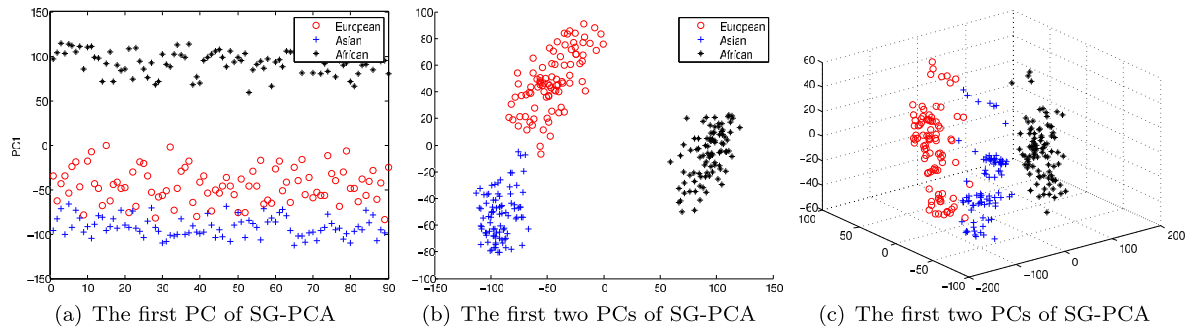 150
100
50
0
−50
−100
−150
PC1
0 10 20 30 40 50 60 70 80 90
European
Asian
African
(a) The first PC of SG-PCA
100
80
60
40
20
0
20
40
60
80
100
−150 −100 −50 0 50 100 150
European
Asian
African
(b) The first two PCs of SG-PCA
60
40
20
0
−20
−40
−60
100
50
0
−50
−100
−200
−100
0
100
200
(c) The first two PCs of SG-PCA